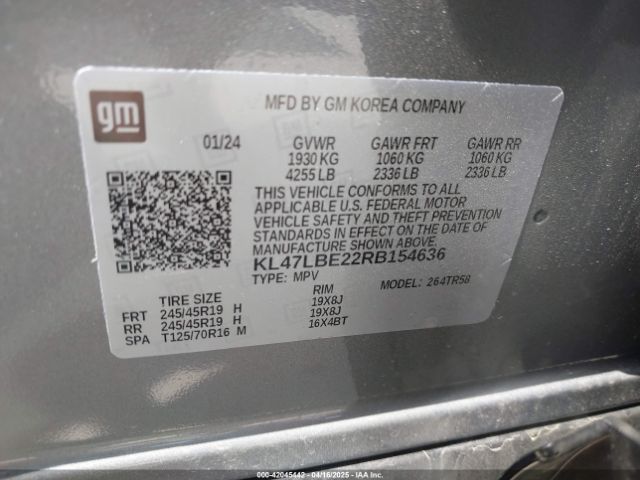 gm
MFD BY GM KOREA COMPANY
01/24 GVWR GAWR FRT GAWR RR
1930 KG 1060 KG 1060 KG
4255 LB 2336 LB 2336 LB
THIS VEHICLE CONFORMS TO ALL
APPLICABLE U.S. FEDERAL MOTOR
VEHICLE SAFETY AND THEFT PREVENTION
STANDARDS IN EFFECT ON THE DATE OF
MANUFACTURE SHOWN ABOVE.
KL47LBE22RB154636
TYPE: MPV MODEL: 264TR58
TIRE SIZE RIM
FRT 245/45R19 H 19X8J
RR 245/45R19 H 19X8J
SPA T125/70R16 M 16X4BT
000-42045442 - 04/16/2025 - IAA Inc.